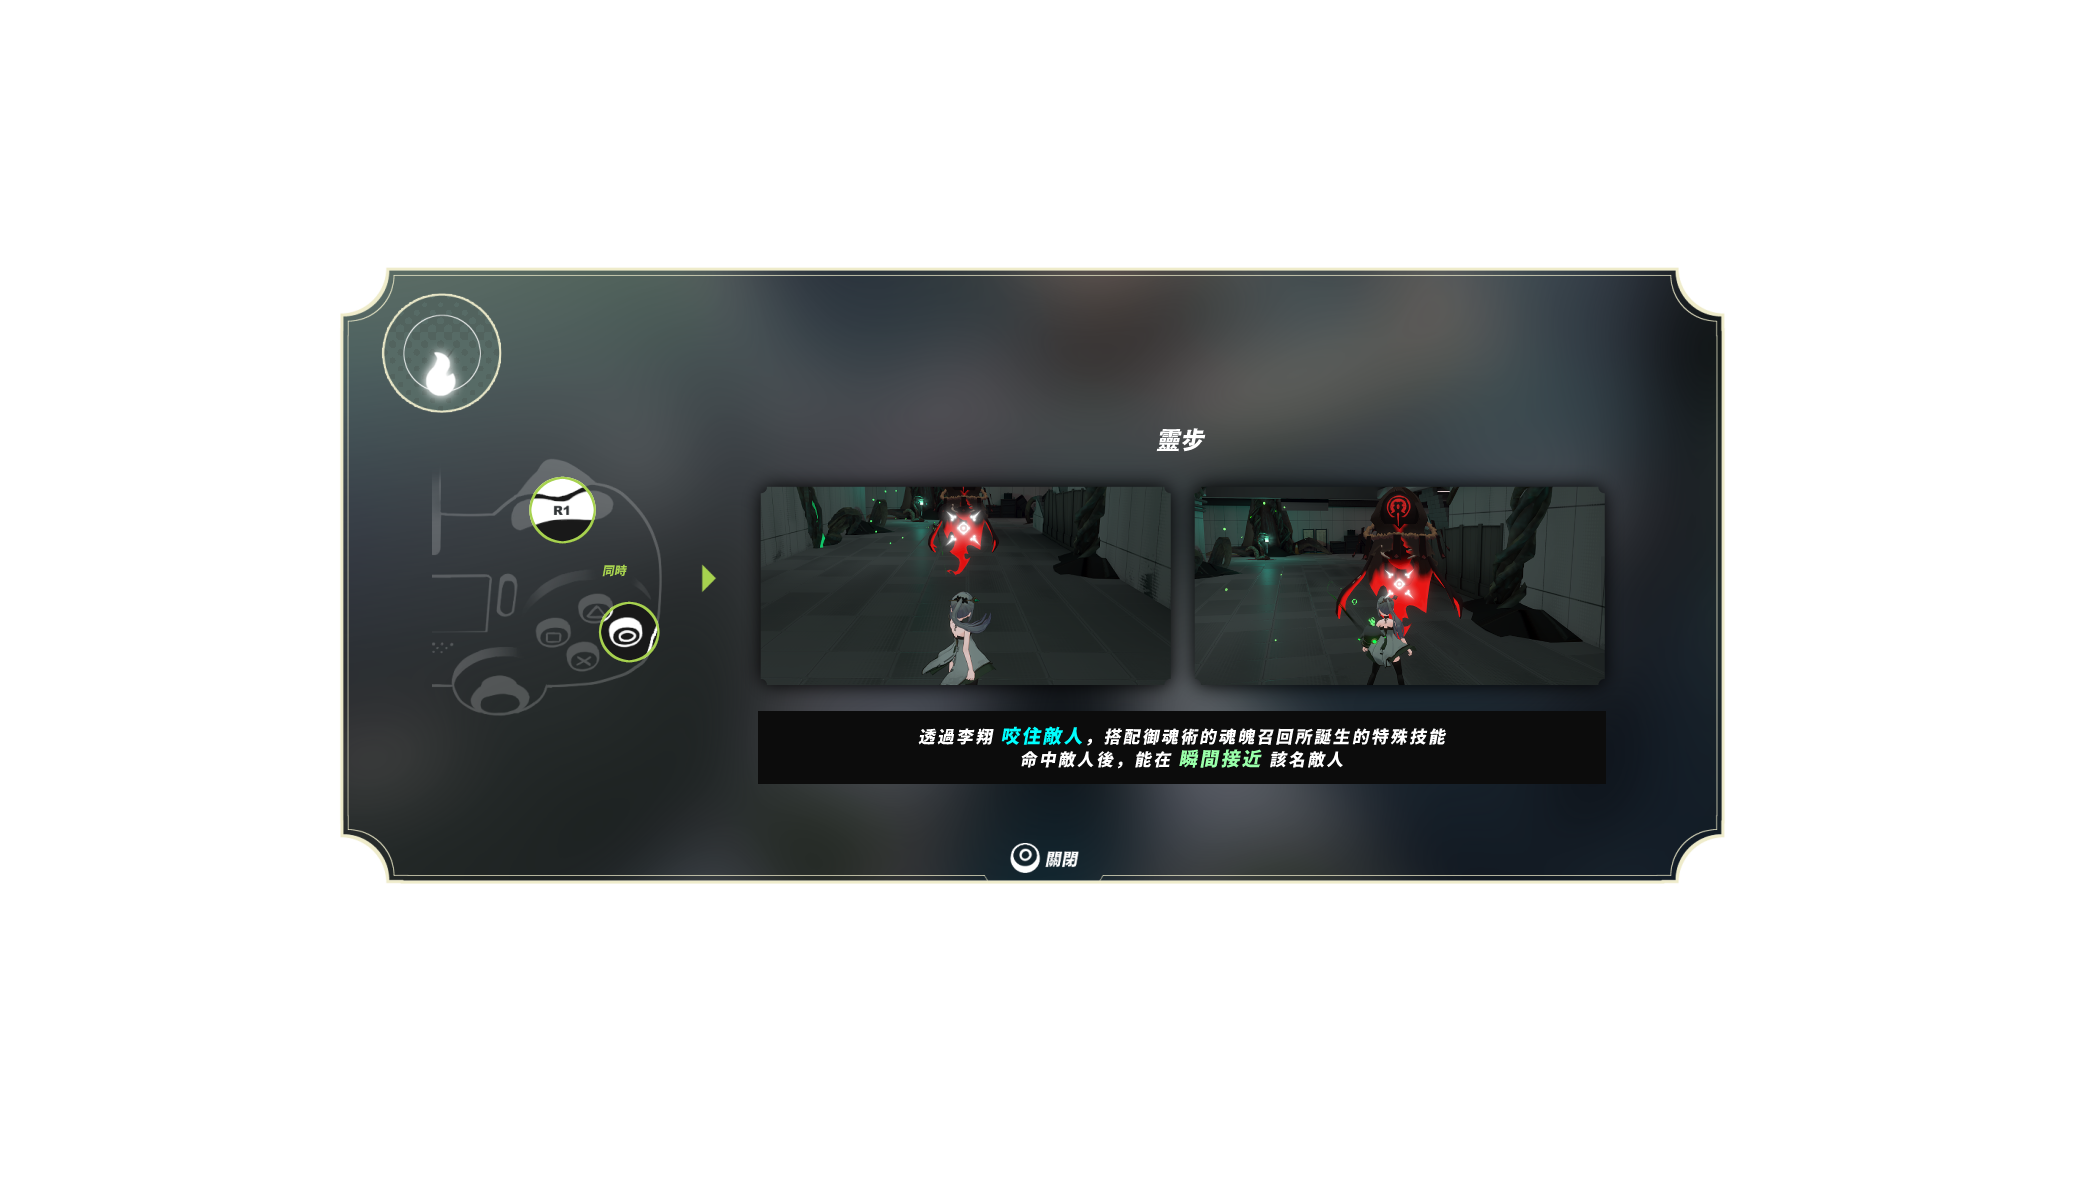 靈步
R1
同時
透過李翔 咬住敵人，搭配御魂術的魂魄召回所誕生的特殊技能
命中敵人後，能在 瞬間接近 該名敵人
關閉